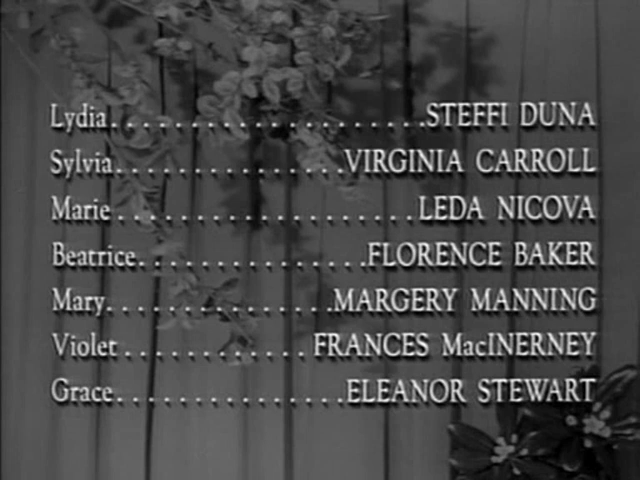 Lydia......................STEFFI DUNA
Sylvia................VIRGINIA CARROLL
Marie.....................LEDA NICOVA
Beatrice................FLORENCE BAKER
Mary................MARGERY MANNING
Violet.............FRANCES MacINERNEY
Grace................ELEANOR STEWART